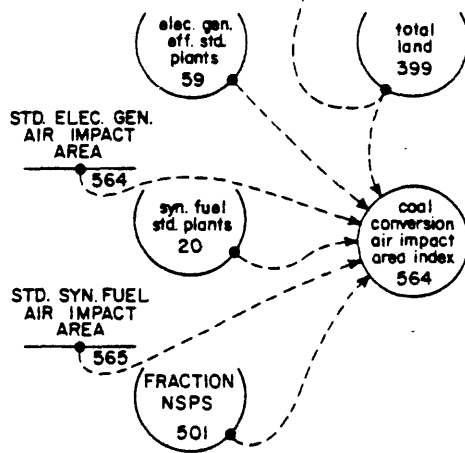 elec. gen.
eff. std.
plants
59
total
land
399
STD. ELEC. GEN.
AIR IMPACT
AREA
564
syn. fuel
std. plants
20
coal
conversion
air impact
area index
564
STD. SYN. FUEL
AIR IMPACT
AREA
565
FRACTION
NSPS
501